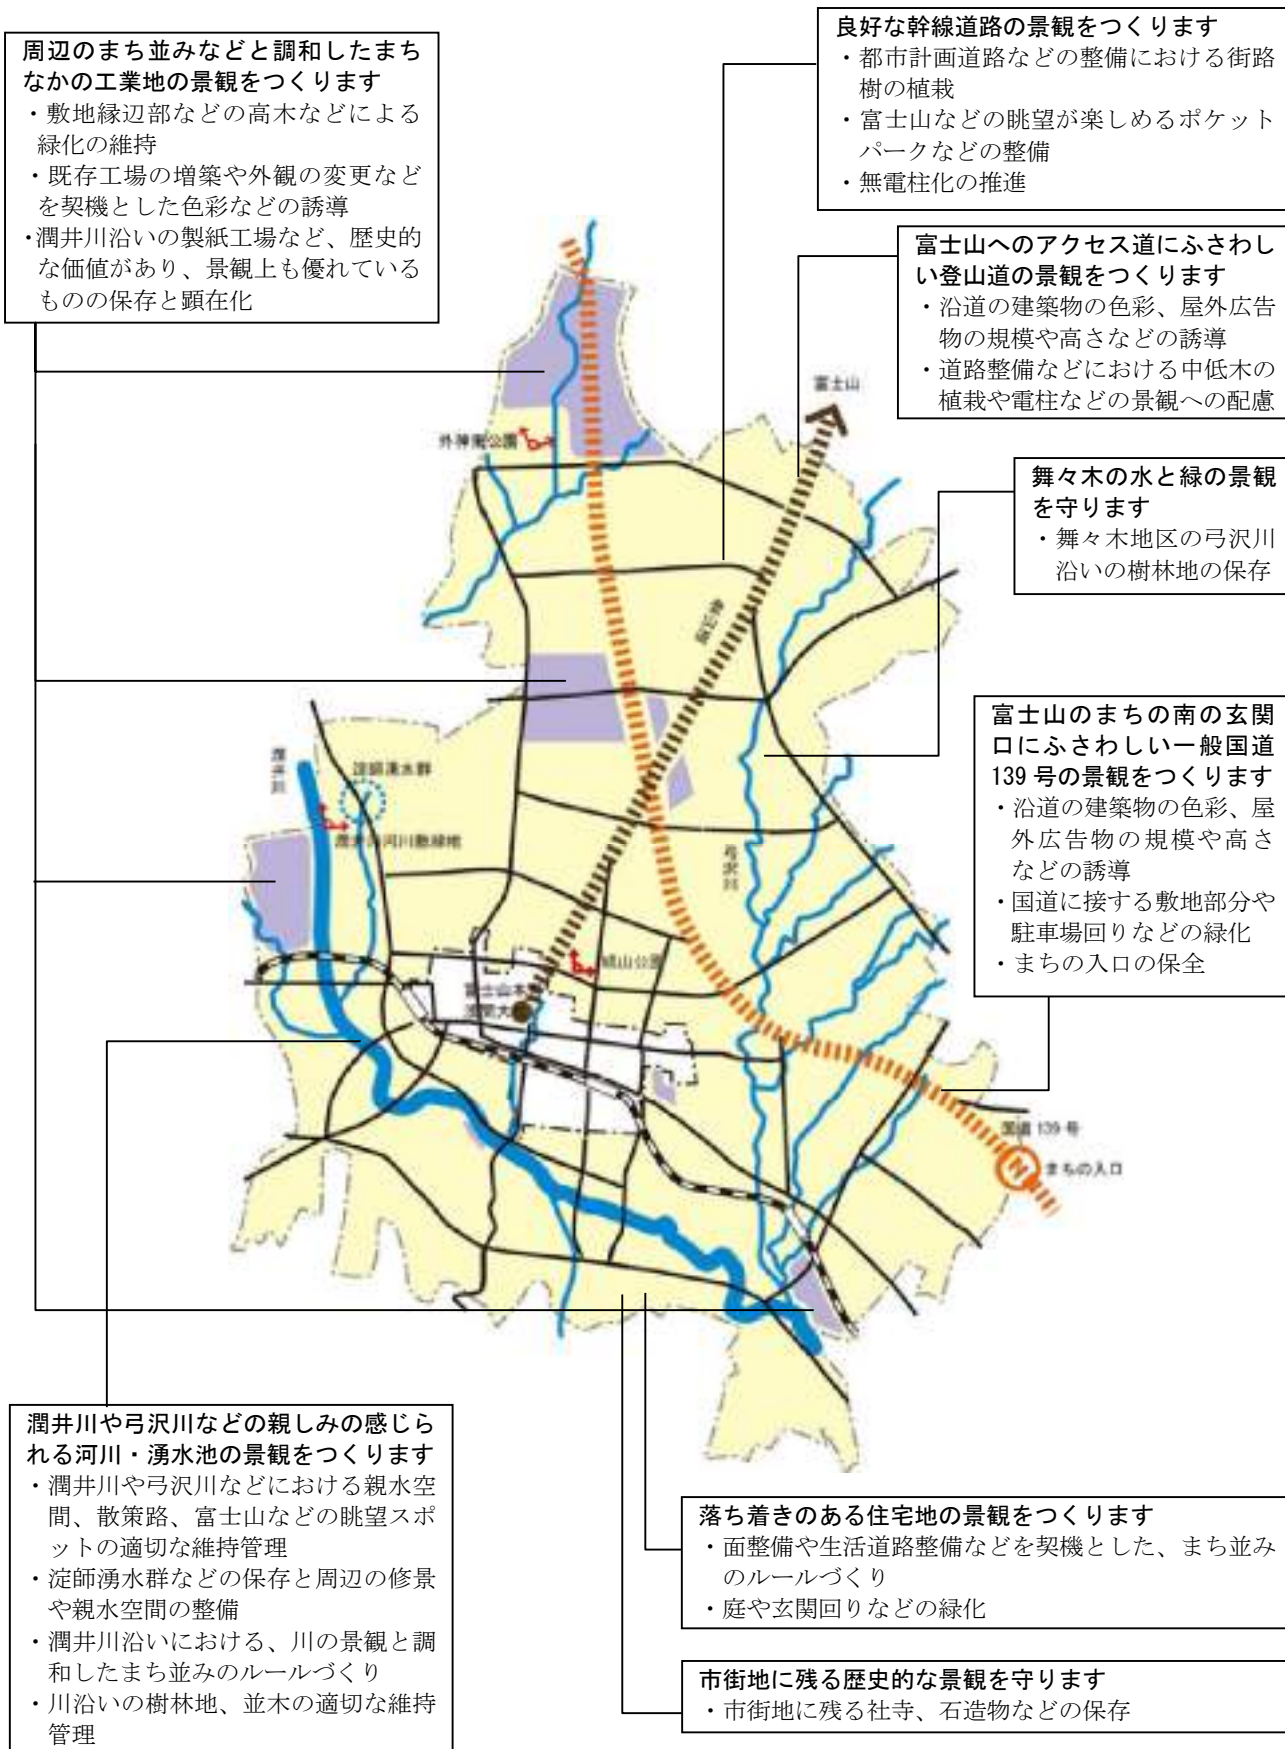 周辺のまち並みなどと調和したまち
なかの工業地の景観をつくります
・敷地縁辺部などの高木などによる
緑化の維持
・既存工場の増築や外観の変更など
を契機とした色彩などの誘導
・潤井川沿いの製紙工場など、歴史的
な価値があり、景観上も優れている
ものの保存と顕在化
良好な幹線道路の景観をつくります
・都市計画道路などの整備における街路
樹の植栽
・富士山などの眺望が楽しめるポケット
パークなどの整備
・無電柱化の推進
富士山へのアクセス道にふさわし
い登山道の景観をつくります
・沿道の建築物の色彩、屋外広告
物の規模や高さなどの誘導
・道路整備などにおける中低木の
植栽や電柱などの景観への配慮
舞々木の水と緑の景観
を守ります
・舞々木地区の弓沢川
沿いの樹林地の保存
富士山のまちの南の玄関
口にふさわしい一般国道
139 号の景観をつくります
・沿道の建築物の色彩、屋
外広告物の規模や高さ
などの誘導
・国道に接する敷地部分や
駐車場回りなどの緑化
・まちの入口の保全
富士山
潤井川
淀師湧水群
潤井川河川敷緑地
弓沢川
城山公園
富士山本
浅間大
国道 139 号
まちの入口
潤井川や弓沢川などの親しみの感じら
れる河川・湧水池の景観をつくります
・潤井川や弓沢川などにおける親水空
間、散策路、富士山などの眺望スポ
ットの適切な維持管理
・淀師湧水群などの保存と周辺の修景
や親水空間の整備
・潤井川沿いにおける、川の景観と調
和したまち並みのルールづくり
・川沿いの樹林地、並木の適切な維持
管理
落ち着きのある住宅地の景観をつくります
・面整備や生活道路整備などを契機とした、まち並み
のルールづくり
・庭や玄関回りなどの緑化
市街地に残る歴史的な景観を守ります
・市街地に残る社寺、石造物などの保存